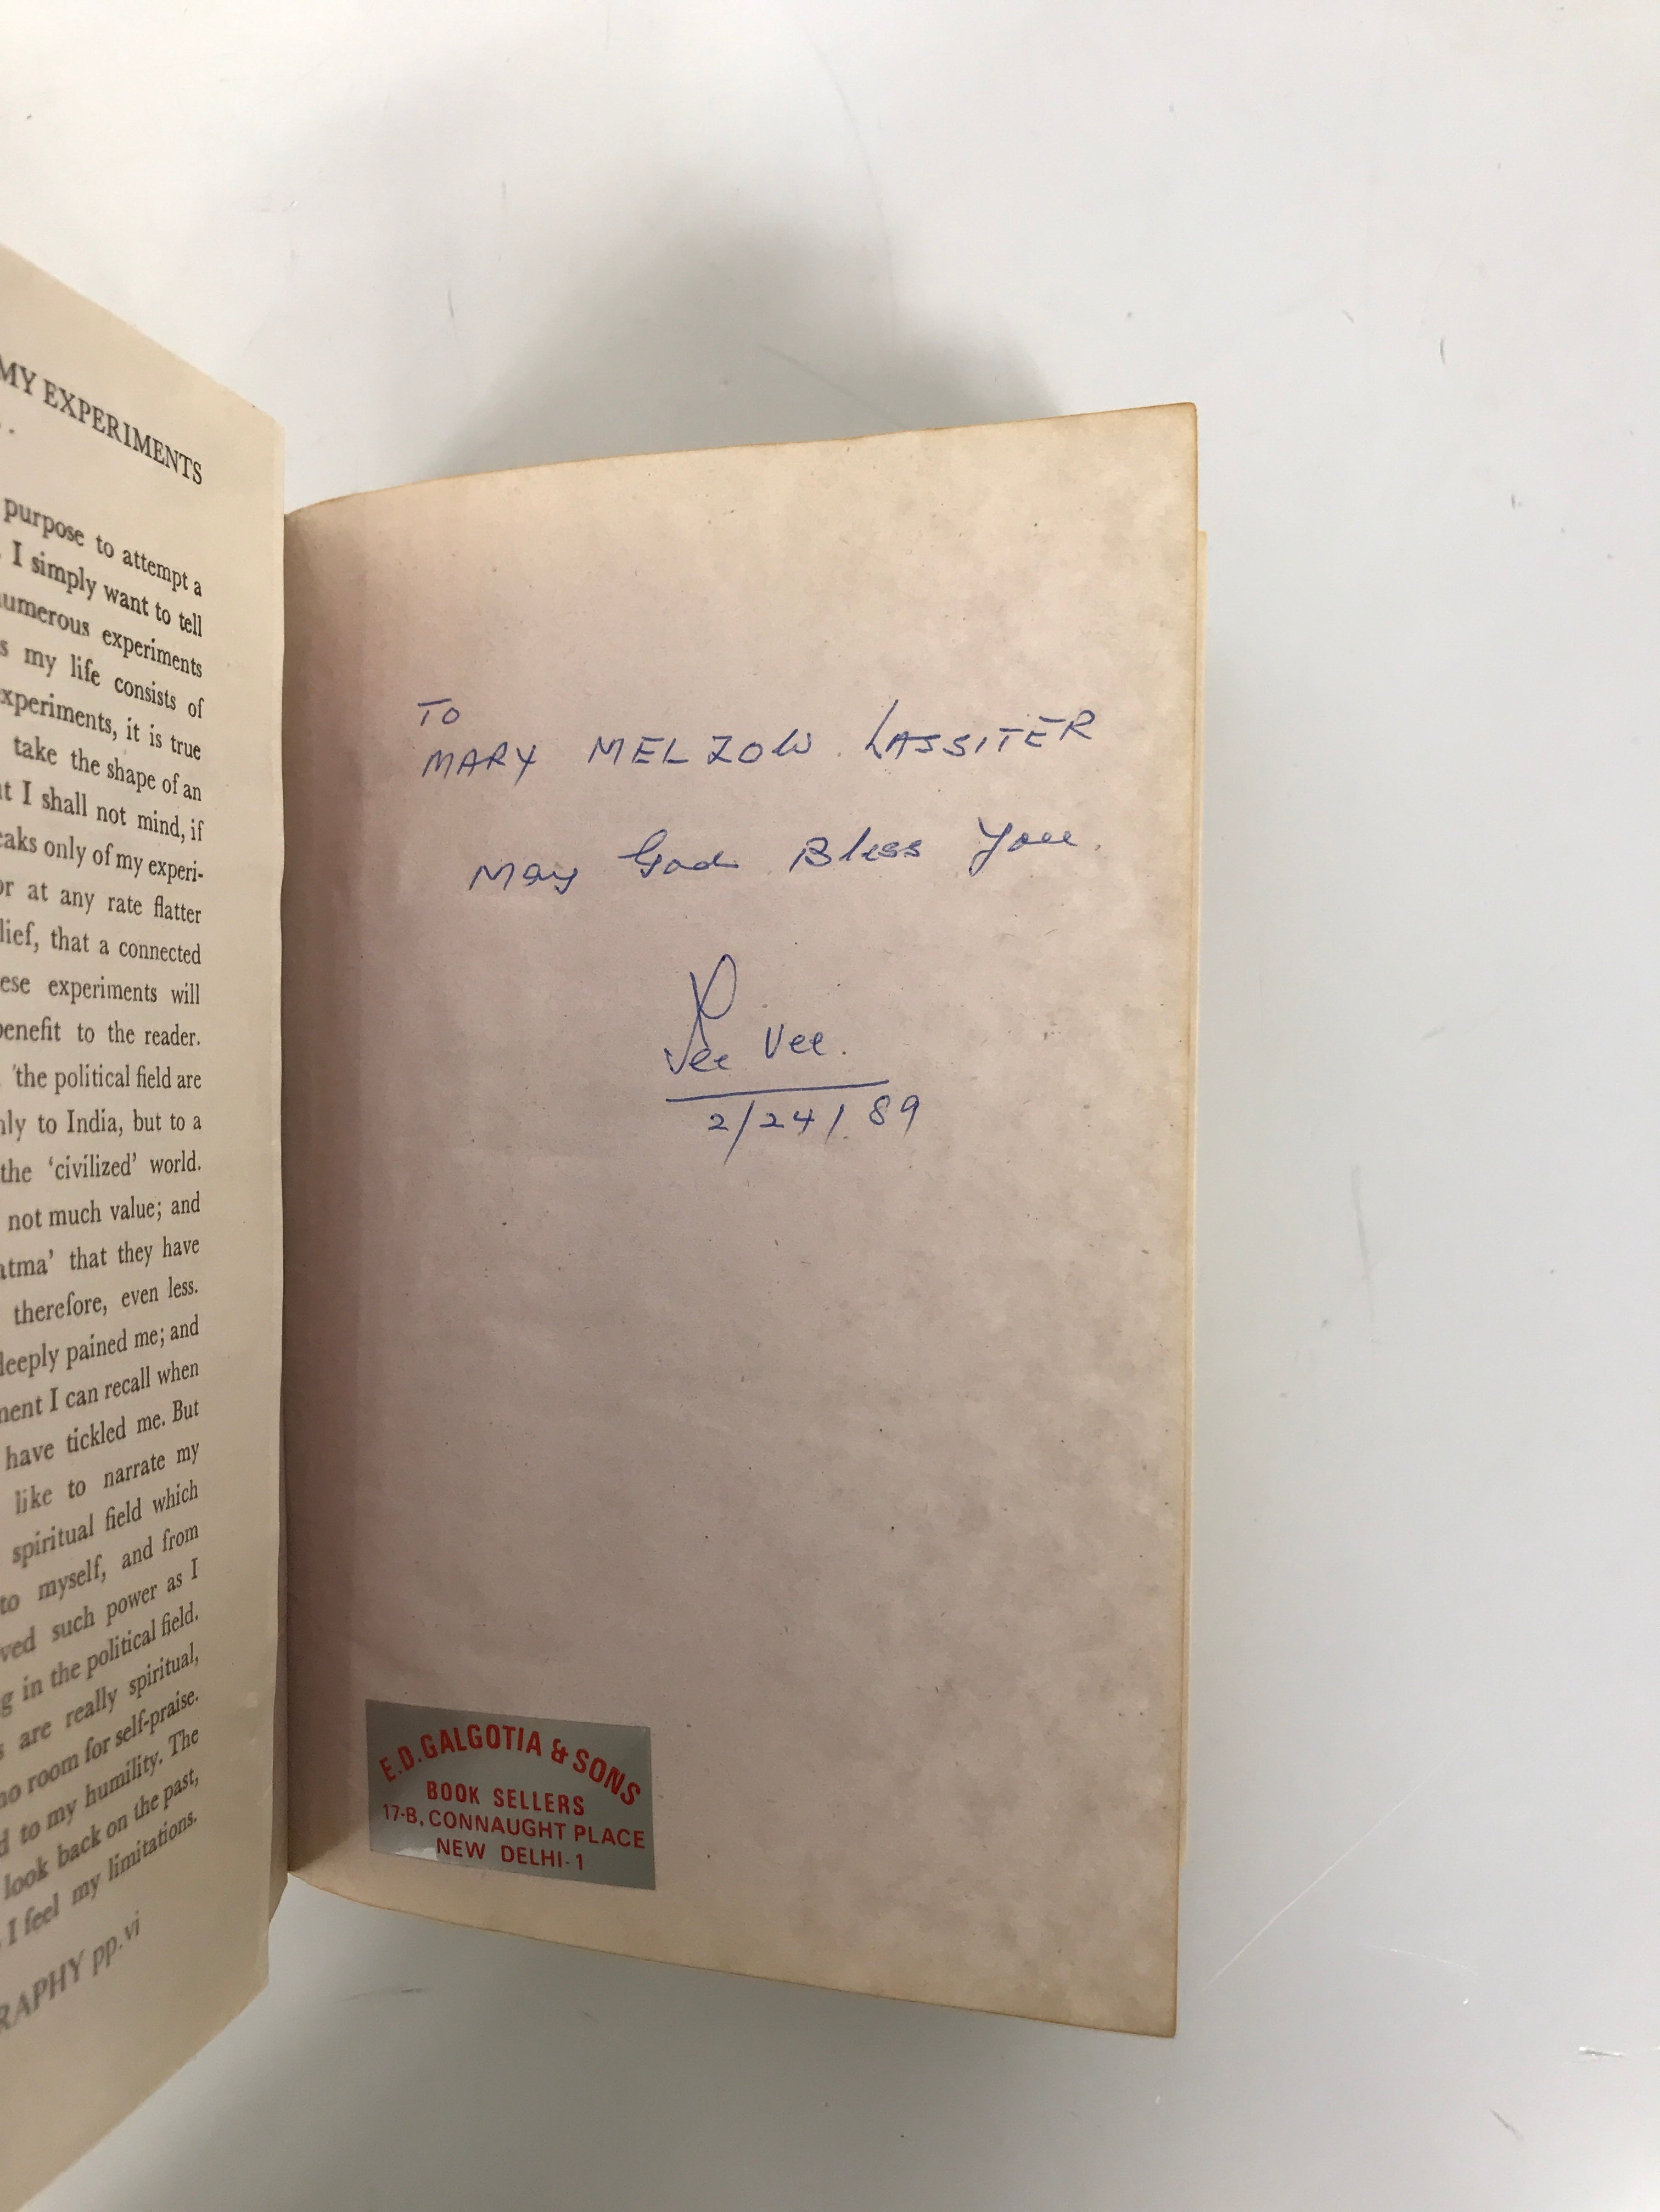 MY EXPERIMENTS
purpose to attempt a
I simply want to tell
numerous experiments
s my life consists of
experiments, it is true
take the shape of an
I shall not mind, if
eaks only of my experi-
or at any rate flatter
lief, that a connected
ese experiments will
benefit to the reader.
the political field are
nly to India, but to a
the ‘civilized’ world.
not much value; and
atma’ that they have
therefore, even less.
deeply pained me; and
ment I can recall when
have tickled me. But
like to narrate my
spiritual field which
to myself, and from
ved such power as I
g in the political field.
s are really spiritual,
no room for self-praise.
d to my humility. The
look back on the past,
I feel my limitations.
RAPHY pp.vi
TO
MARY MELZOW LASSITER
May God Bless You.
Vee Vee.
2/24/89
E.D. GALGOTIA & SONS
BOOK SELLERS
17-B, CONNAUGHT PLACE
NEW DELHI-1